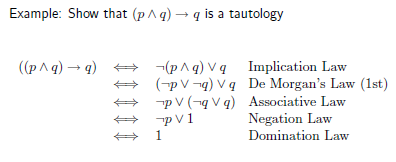 Example: Show that (p ∧ q) → q is a tautology
((p ∧ q) → q) ⟺ ¬(p ∧ q) ∨ q Implication Law
⟺ (¬p ∨ ¬q) ∨ q De Morgan's Law (1st)
⟺ ¬p ∨ (¬q ∨ q) Associative Law
⟺ ¬p ∨ 1 Negation Law
⟺ 1 Domination Law